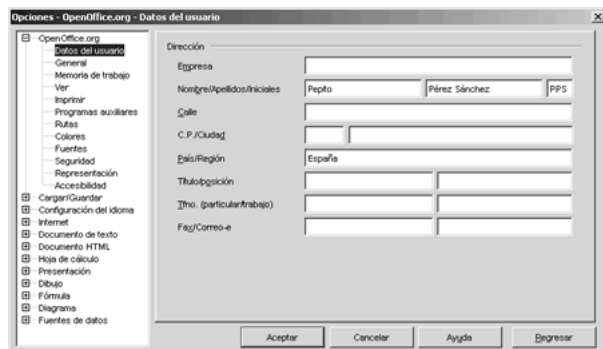 Opciones - OpenOffice.org - Datos del usuario
OpenOffice.org
Datos del usuario
General
Memoria de trabajo
Ver
Imprimir
Programas auxiliares
Rutas
Colores
Fuentes
Seguridad
Representación
Accesibilidad
Cargar/Guardar
Configuración del idioma
Internet
Documento de texto
Documento HTML
Hoja de cálculo
Presentación
Dibujo
Fórmula
Diagrama
Fuentes de datos
Dirección
Empresa
Nombre/Apellidos/Iniciales Pepito Pérez Sánchez PPS
Calle
C.P./Ciudad
País/Región España
Título/posición
Tfno. (particular/trabajo)
Fax/Correo-e
Aceptar Cancelar Ayuda Regresar